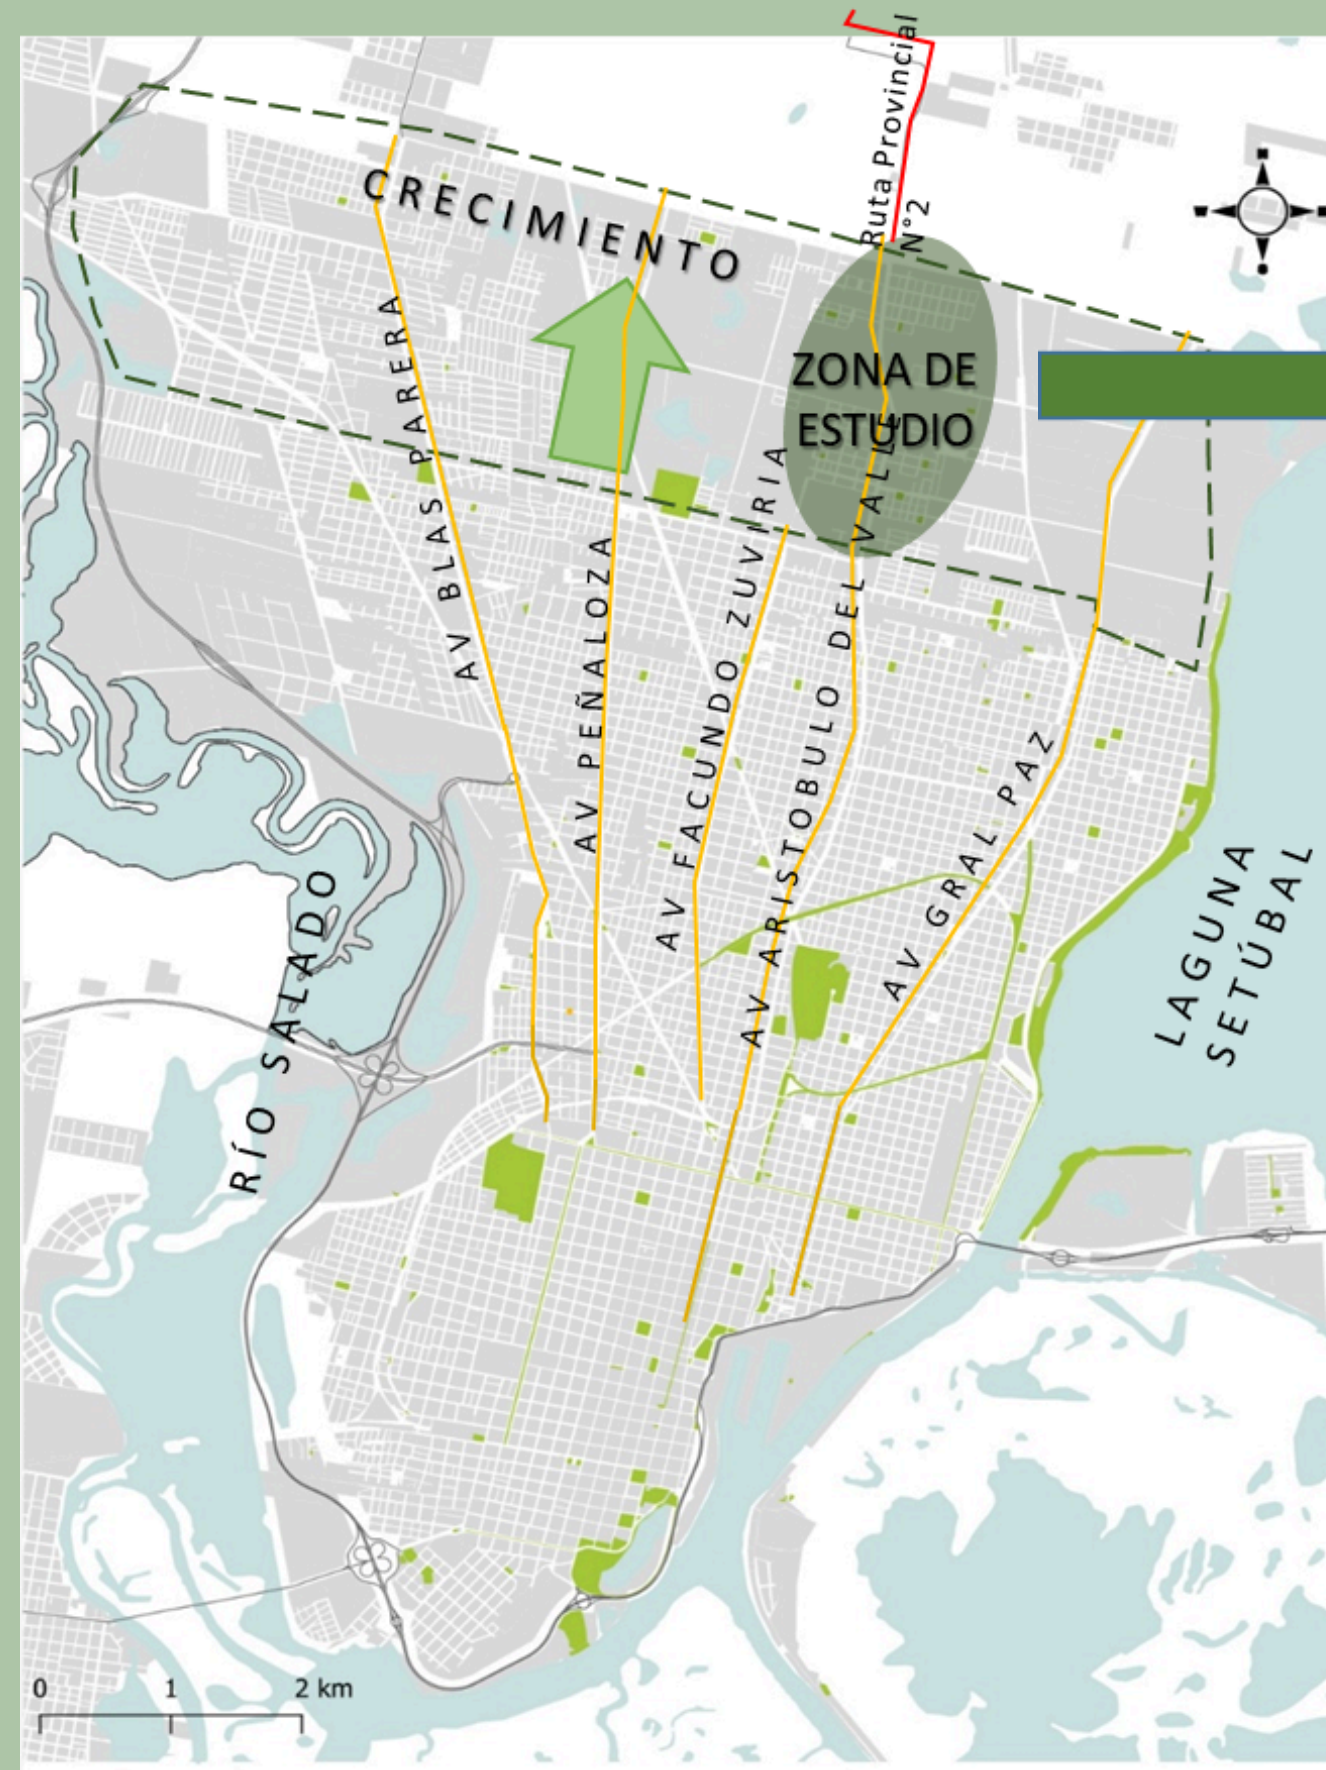 Ruta Provincial
N°2
CRECIMIENTO
ZONA DE
ESTUDIO
AV BLAS PARERA
AV PEÑALOZA
AV FACUNDO ZUVIRIA
AV ARISTOBULO DEL VALLE
AV GRAL PAZ
LAGUNA
SETÚBAL
RÍO SALADO
0 1 2 km